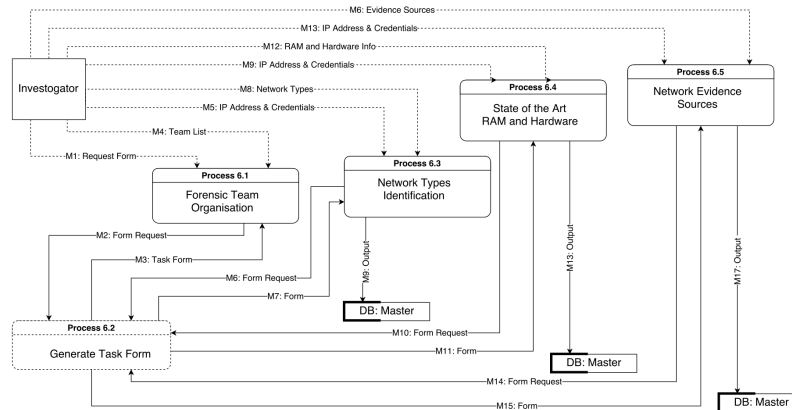 M6: Evidence Sources
M13: IP Address & Credentials
M12: RAM and Hardware Info
M9: IP Address & Credentials
Process 6.5
Network Evidence
Sources
Process 6.4
State of the Art
RAM and Hardware
Investogator
M8: Network Types
M5: IP Address & Credentials
M4: Team List
M1: Request Form
Process 6.3
Network Types
Identification
Process 6.1
Forensic Team
Organisation
M2: Form Request
M3: Task Form
M6: Form Request
M7: Form
M9: Output
M13: Output
M17: Output
DB: Master
Process 6.2
Generate Task Form
M10: Form Request
M11: Form
DB: Master
M14: Form Request
M15: Form
DB: Master